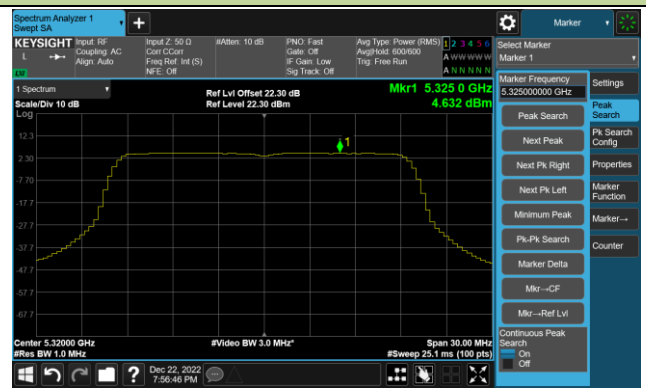 Spectrum Analyzer 1
Swept SA
Marker
KEYSIGHT
L
Input: RF
Coupling: AC
Align: Auto
Input Z: 50 Ω
Corr CCorr
Freq Ref: Int (S)
NFE: Off
#Atten: 10 dB
PNO: Fast
Gate: Off
IF Gain: Low
Sig Track: Off
Avg Type: Power (RMS)
Avg|Hold: 600/600
Trig: Free Run
1 2 3 4 5 6
A W W W W W
A N N N N N
Select Marker
Marker 1
1 Spectrum
Scale/Div 10 dB
Log
Ref Lvl Offset 22.30 dB
Ref Level 22.30 dBm
Mkr1 5.325 0 GHz
4.632 dBm
Marker Frequency
5.325000000 GHz
Peak Search
Next Peak
Next Pk Right
Next Pk Left
Minimum Peak
Pk-Pk Search
Marker Delta
Mkr→CF
Mkr→Ref Lvl
Continuous Peak
Search
On
Off
Settings
Peak
Search
Pk Search
Config
Properties
Marker
Function
Marker→
Counter
12.3
2.30
-7.70
-17.7
-27.7
-37.7
-47.7
-57.7
-67.7
1
Center 5.32000 GHz
#Res BW 1.0 MHz
#Video BW 3.0 MHz*
Span 30.00 MHz
#Sweep 25.1 ms (100 pts)
?
Dec 22, 2022
7:56:46 PM